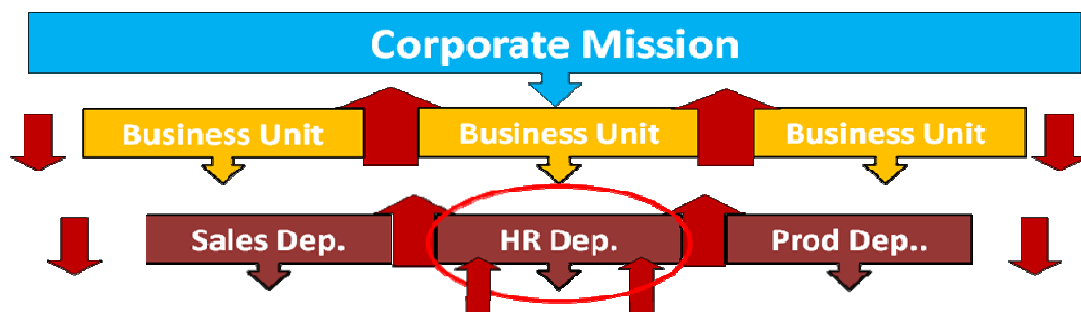 Corporate Mission
Business Unit Business Unit Business Unit
Sales Dep. HR Dep. Prod Dep..